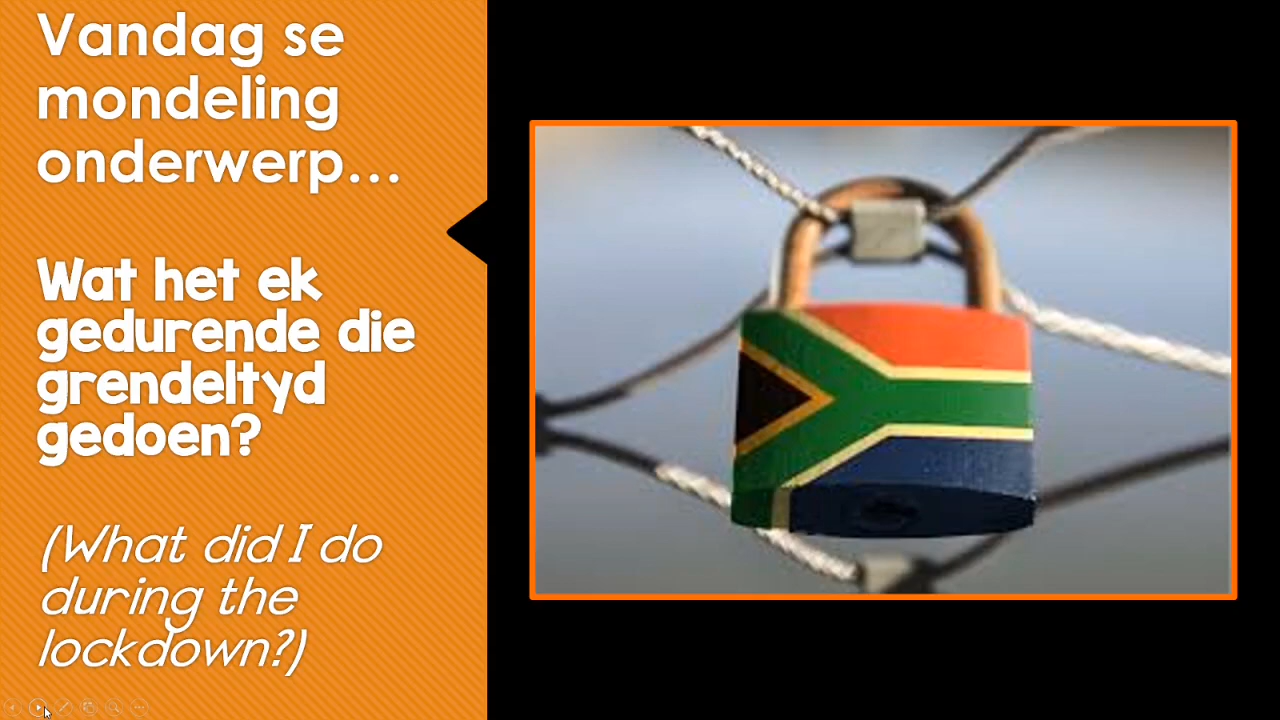 Vandag se
mondeling
onderwerp...
Wat het ek
gedurende die
grendeltyd
gedoen?
(What did I do
during the
lockdown?)